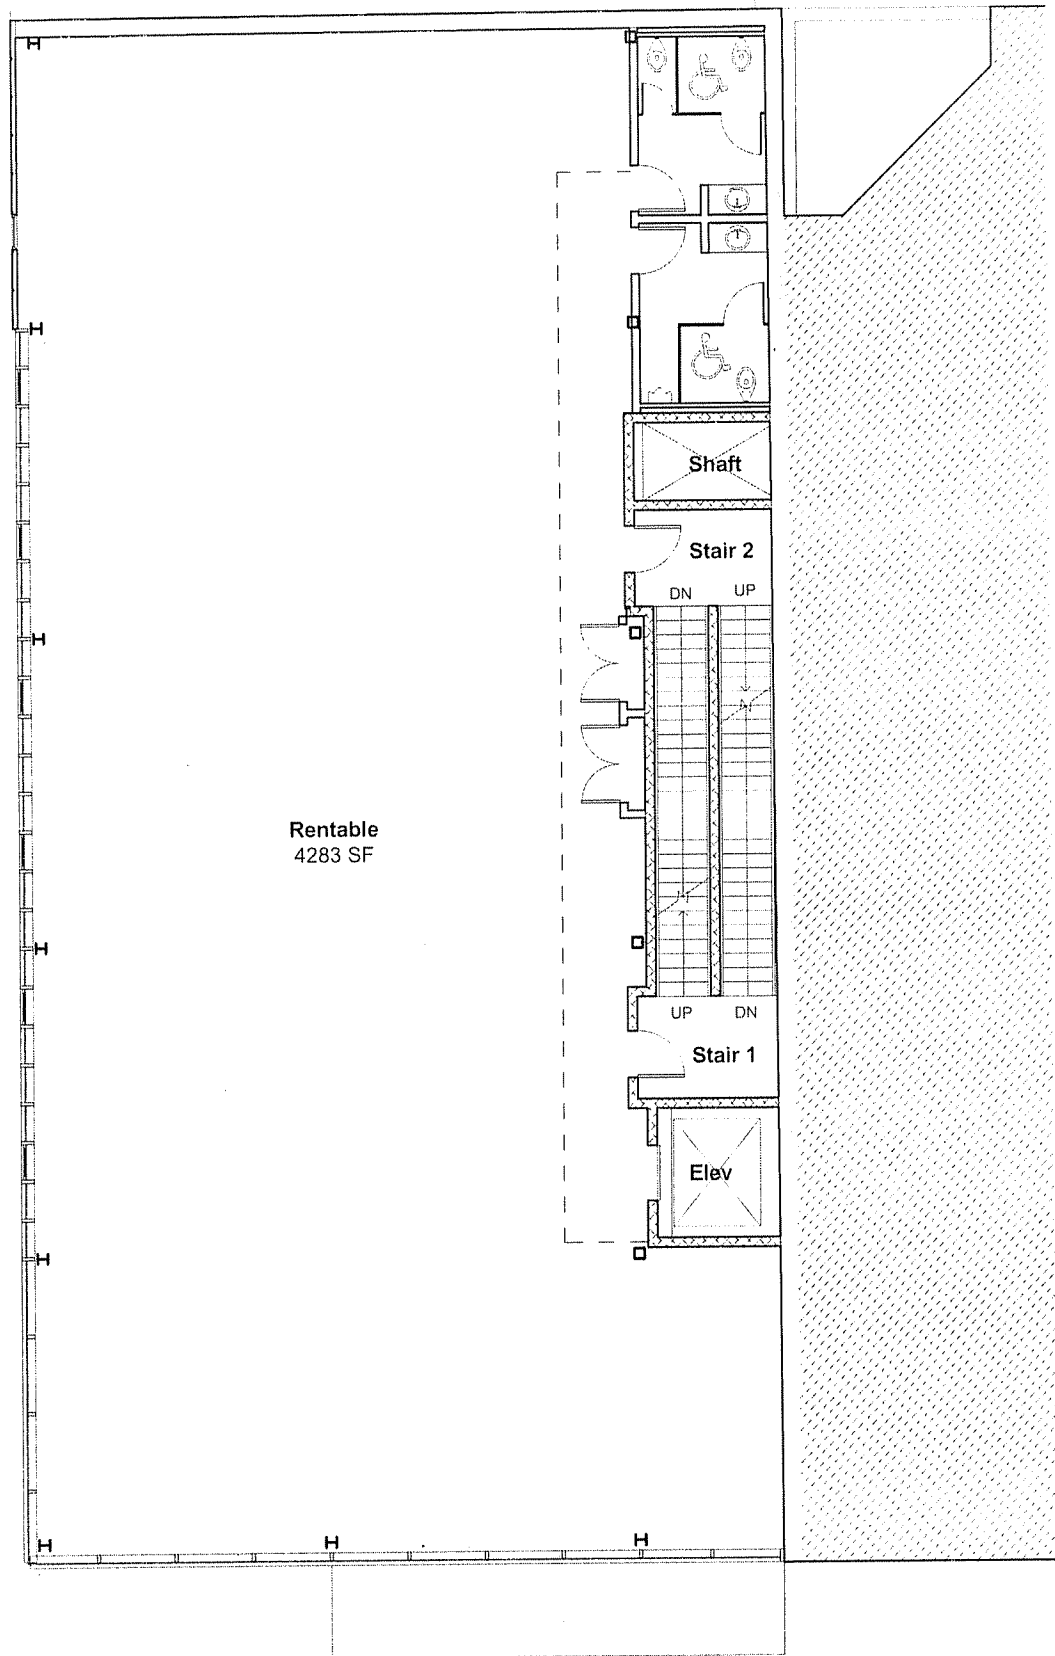 Shaft
Stair 2
DN
UP
Rentable
4283 SF
UP
DN
Stair 1
Elev